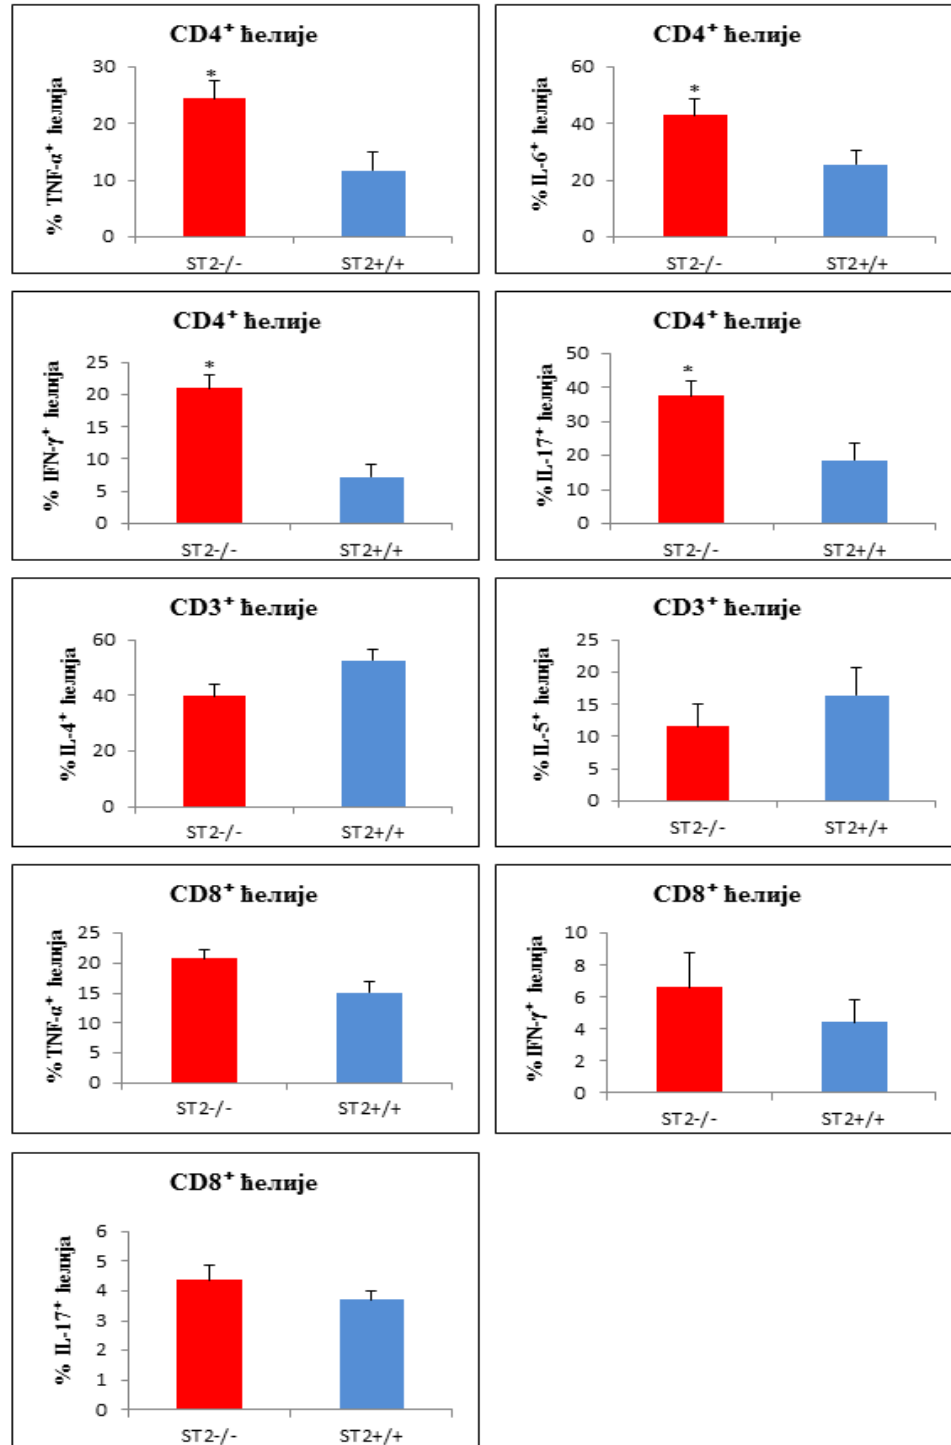 CD4⁺ ћелије
% TNF-α⁺ ћелија
30
20
10
0
ST2-/-
ST2+/+
*
CD4⁺ ћелије
% IL-6⁺ ћелија
60
40
20
0
ST2-/-
ST2+/+
*
CD4⁺ ћелије
% IFN-γ⁺ ћелија
25
20
15
10
5
0
ST2-/-
ST2+/+
*
CD4⁺ ћелије
% IL-17⁺ ћелија
50
40
30
20
10
0
ST2-/-
ST2+/+
*
CD3⁺ ћелије
% IL-4⁺ ћелија
60
40
20
0
ST2-/-
ST2+/+
CD3⁺ ћелије
% IL-5⁺ ћелија
25
20
15
10
5
0
ST2-/-
ST2+/+
CD8⁺ ћелије
% TNF-α⁺ ћелија
25
20
15
10
5
0
ST2-/-
ST2+/+
CD8⁺ ћелије
% IFN-γ⁺ ћелија
10
8
6
4
2
0
ST2-/-
ST2+/+
CD8⁺ ћелије
% IL-17⁺ ћелија
6
5
4
3
2
1
0
ST2-/-
ST2+/+